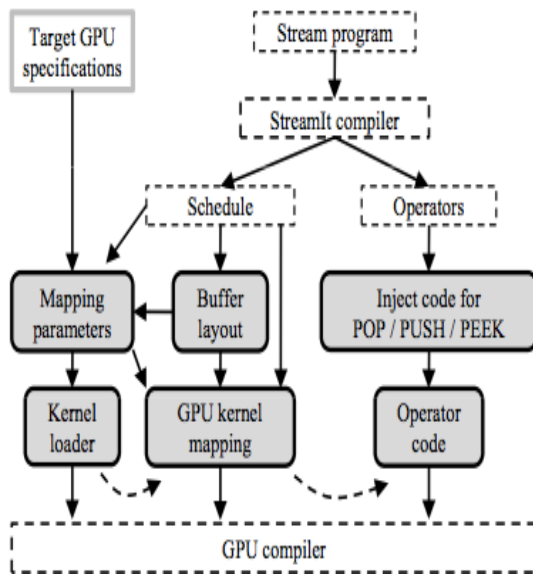 Target GPU
specifications
Stream program
StreamIt compiler
Schedule
Operators
Mapping
parameters
Buffer
layout
Inject code for
POP / PUSH / PEEK
Kernel
loader
GPU kernel
mapping
Operator
code
GPU compiler